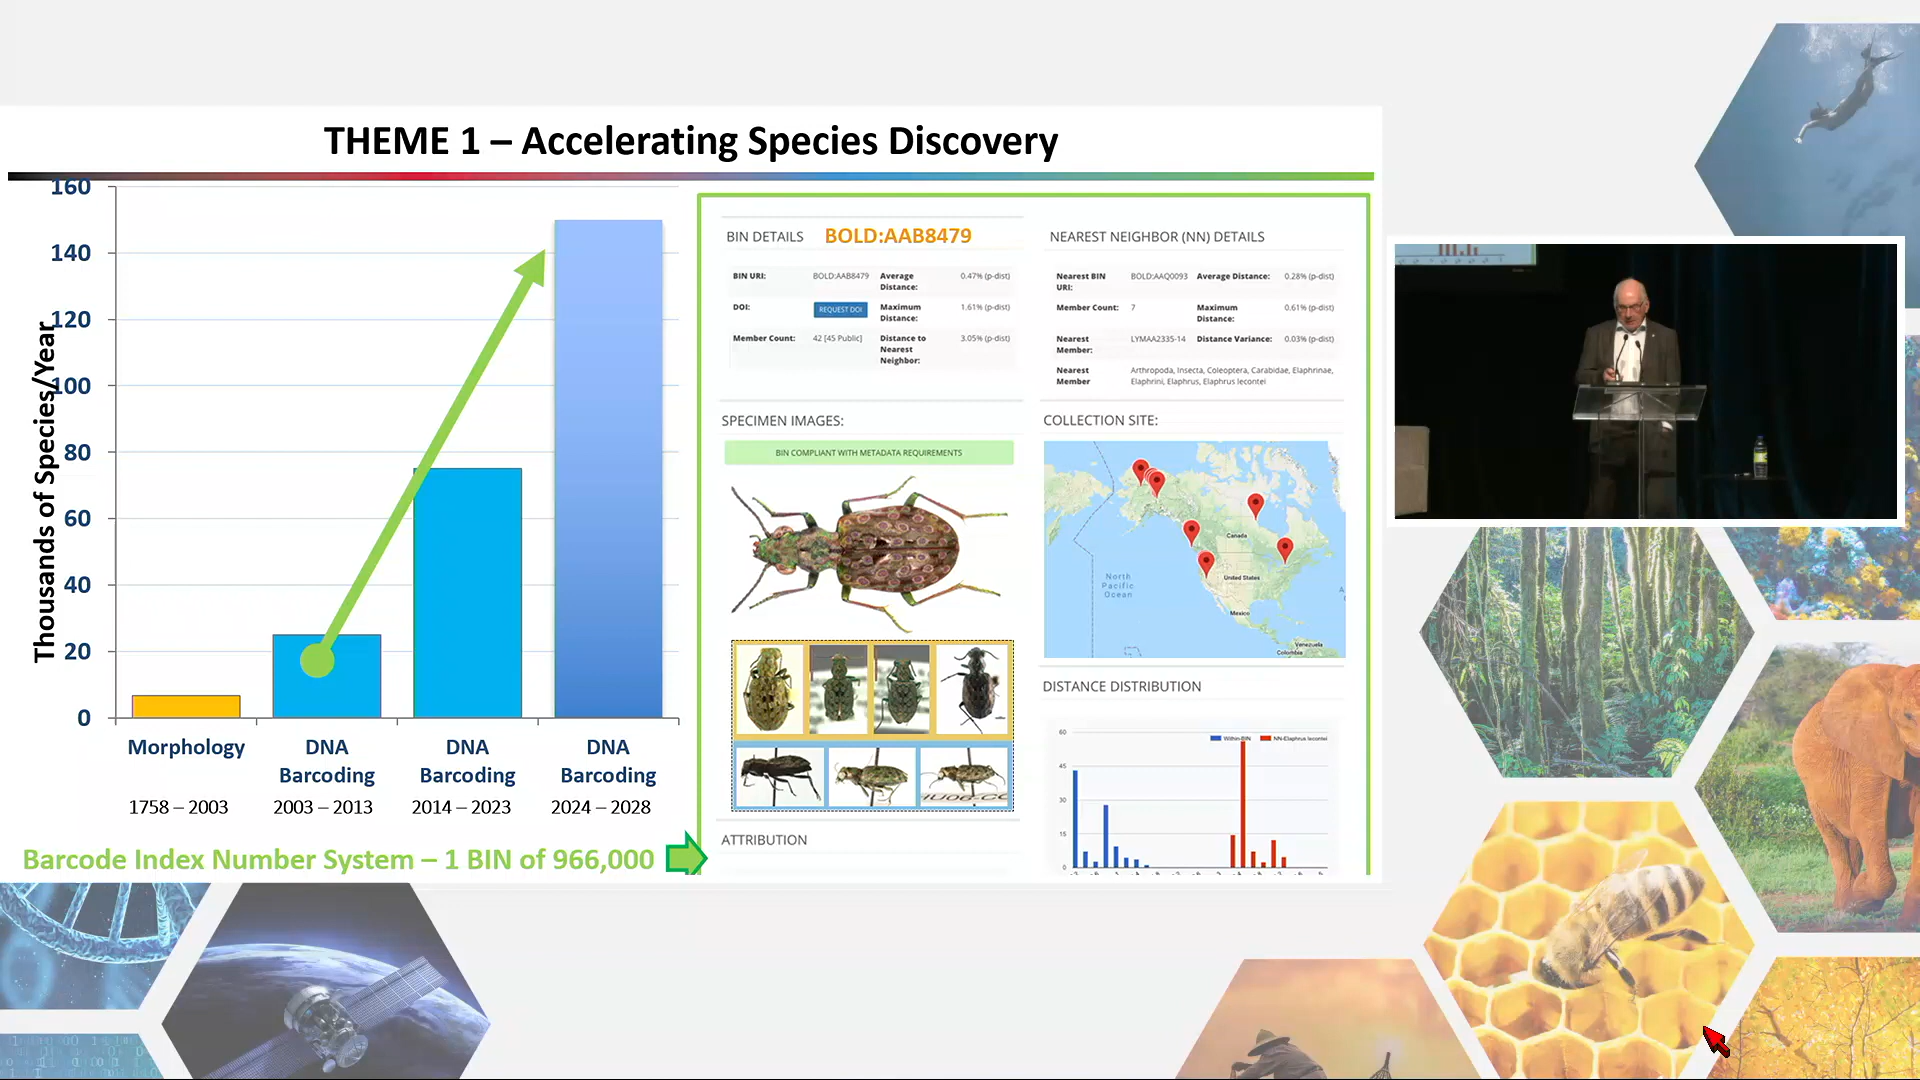 THEME 1 – Accelerating Species Discovery
Thousands of Species/Year
160
140
120
100
80
60
40
20
0
Morphology
1758 – 2003
DNA
Barcoding
2003 – 2013
DNA
Barcoding
2014 – 2023
DNA
Barcoding
2024 – 2028
Barcode Index Number System – 1 BIN of 966,000
BIN DETAILS BOLD:AAB8479
BIN URI: BOLD:AAB8479 Average
Distance: 0.47% (p-dist)
DOI: REQUEST DOI Maximum
Distance: 1.61% (p-dist)
Member Count: 42 [45 Public] Distance to
Nearest
Neighbor: 3.05% (p-dist)
NEAREST NEIGHBOR (NN) DETAILS
Nearest BIN
URI: BOLD:AAQ0093 Average Distance: 0.28% (p-dist)
Member Count: 7 Maximum
Distance: 0.61% (p-dist)
Nearest
Member: LYMAA2335-14 Distance Variance: 0.03% (p-dist)
Nearest
Member
Arthropoda, Insecta, Coleoptera, Carabidae, Elaphrinae,
Elaphrini, Elaphrus, Elaphrus lecontei
SPECIMEN IMAGES:
BIN COMPLIANT WITH METADATA REQUIREMENTS
COLLECTION SITE:
Canada
North
Pacific
Ocean
United States
Mexico
Venezuela
Colombia
DISTANCE DISTRIBUTION
Within-BIN NN-Elaphrus lecontei
60
45
30
15
0
ATTRIBUTION